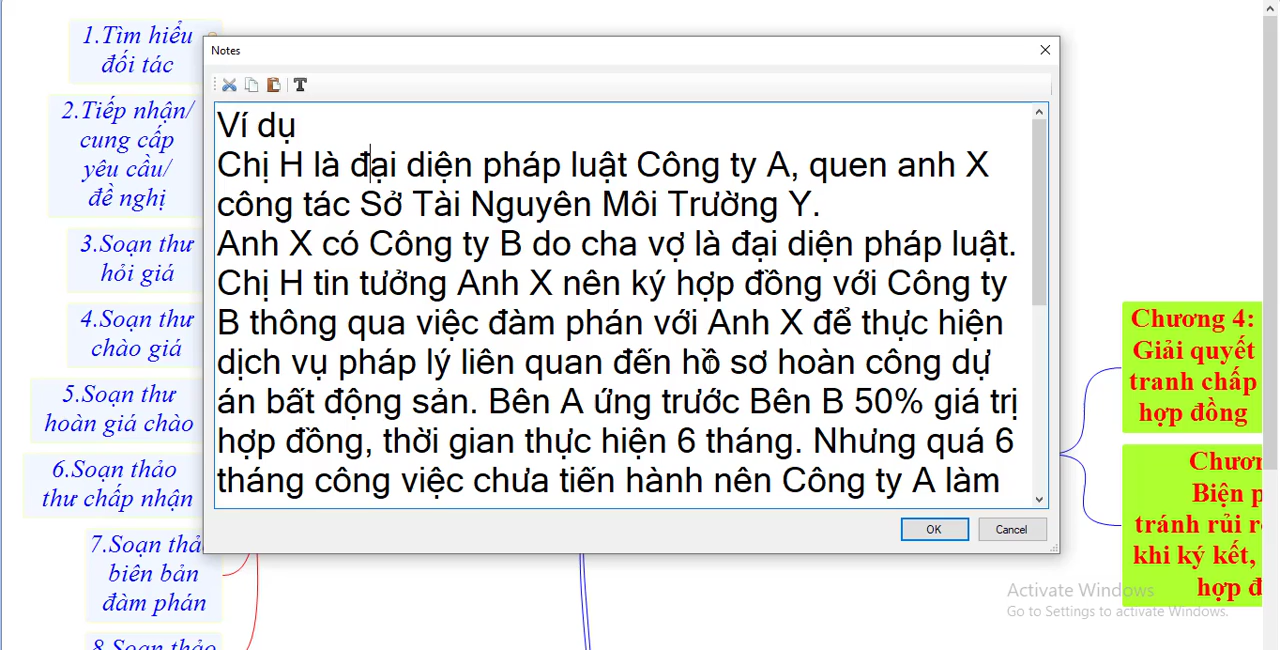 1.Tìm hiểu
đối tác
2.Tiếp nhận/
cung cấp
yêu cầu/
đề nghị
3.Soạn thư
hỏi giá
4.Soạn thư
chào giá
5.Soạn thư
hoàn giá chào
6.Soạn thảo
thư chấp nhận
7.Soạn thả
biên bản
đàm phán
8.Soạn thảo
Notes
Ví dụ
Chị H là đại diện pháp luật Công ty A, quen anh X
công tác Sở Tài Nguyên Môi Trường Y.
Anh X có Công ty B do cha vợ là đại diện pháp luật.
Chị H tin tưởng Anh X nên ký hợp đồng với Công ty
B thông qua việc đàm phán với Anh X để thực hiện
dịch vụ pháp lý liên quan đến hồ sơ hoàn công dự
án bất động sản. Bên A ứng trước Bên B 50% giá trị
hợp đồng, thời gian thực hiện 6 tháng. Nhưng quá 6
tháng công việc chưa tiến hành nên Công ty A làm
OK
Cancel
Chương 4:
Giải quyết
tranh chấp
hợp đồng
Chươn
Biện p
tránh rủi r
khi ký kết,
hợp đ
Activate Windows
Go to Settings to activate Windows.